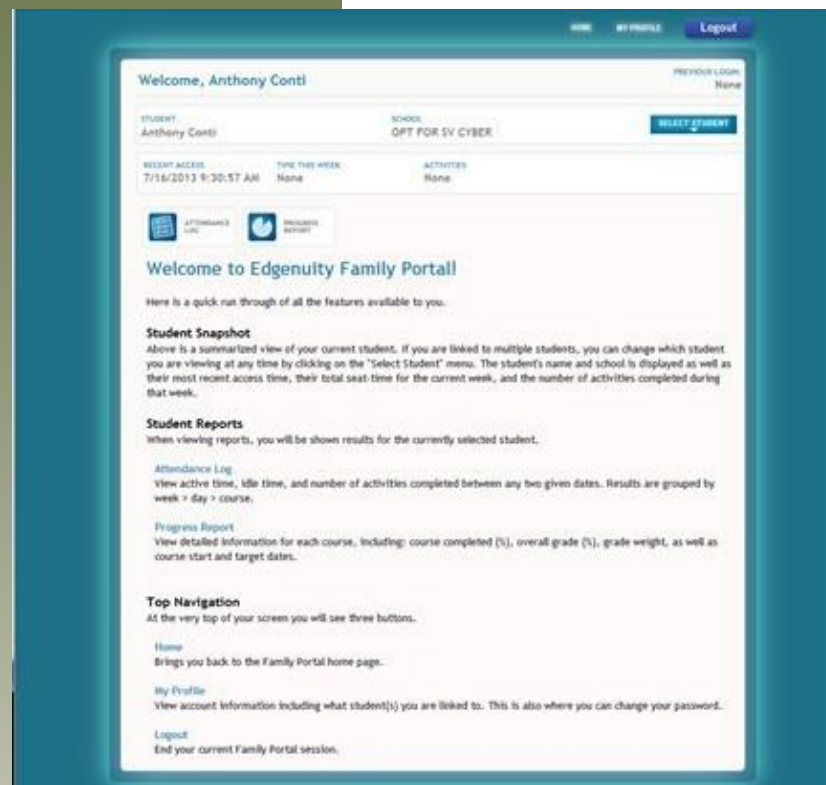 HOME MY PROFILE Logout
Welcome, Anthony Conti
PREVIOUS LOGIN
None
STUDENT
Anthony Conti
SCHOOL
OPT FOR SV CYBER
SELECT STUDENT
RECENT ACCESS
7/16/2013 9:30:57 AM
TIME THIS WEEK
None
ACTIVITIES
None
ATTENDANCE
LOG
PROGRESS
REPORT
Welcome to Edgenuity Family Portal!
Here is a quick run through of all the features available to you.
Student Snapshot
Above is a summarized view of your current student. If you are linked to multiple students, you can change which student
you are viewing at any time by clicking on the "Select Student" menu. The student's name and school is displayed as well as
their most recent access time, their total seat-time for the current week, and the number of activities completed during
that week.
Student Reports
When viewing reports, you will be shown results for the currently selected student.
Attendance Log
View active time, idle time, and number of activities completed between any two given dates. Results are grouped by
week > day > course.
Progress Report
View detailed information for each course, including: course completed (%), overall grade (%), grade weight, as well as
course start and target dates.
Top Navigation
At the very top of your screen you will see three buttons.
Home
Brings you back to the Family Portal home page.
My Profile
View account information including what student(s) you are linked to. This is also where you can change your password.
Logout
End your current Family Portal session.